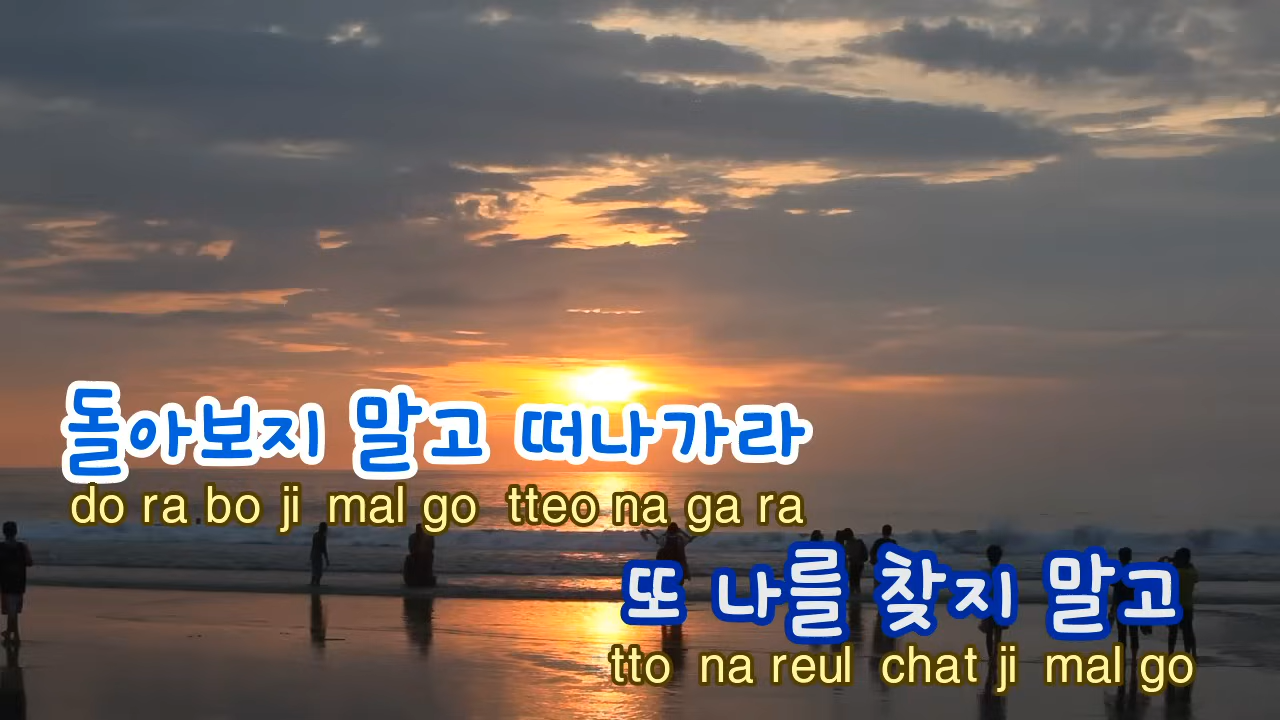 돌아보지 말고 떠나가라
do ra bo ji mal go tteo na ga ra
또 나를 찾지 말고
tto na reul chat ji mal go